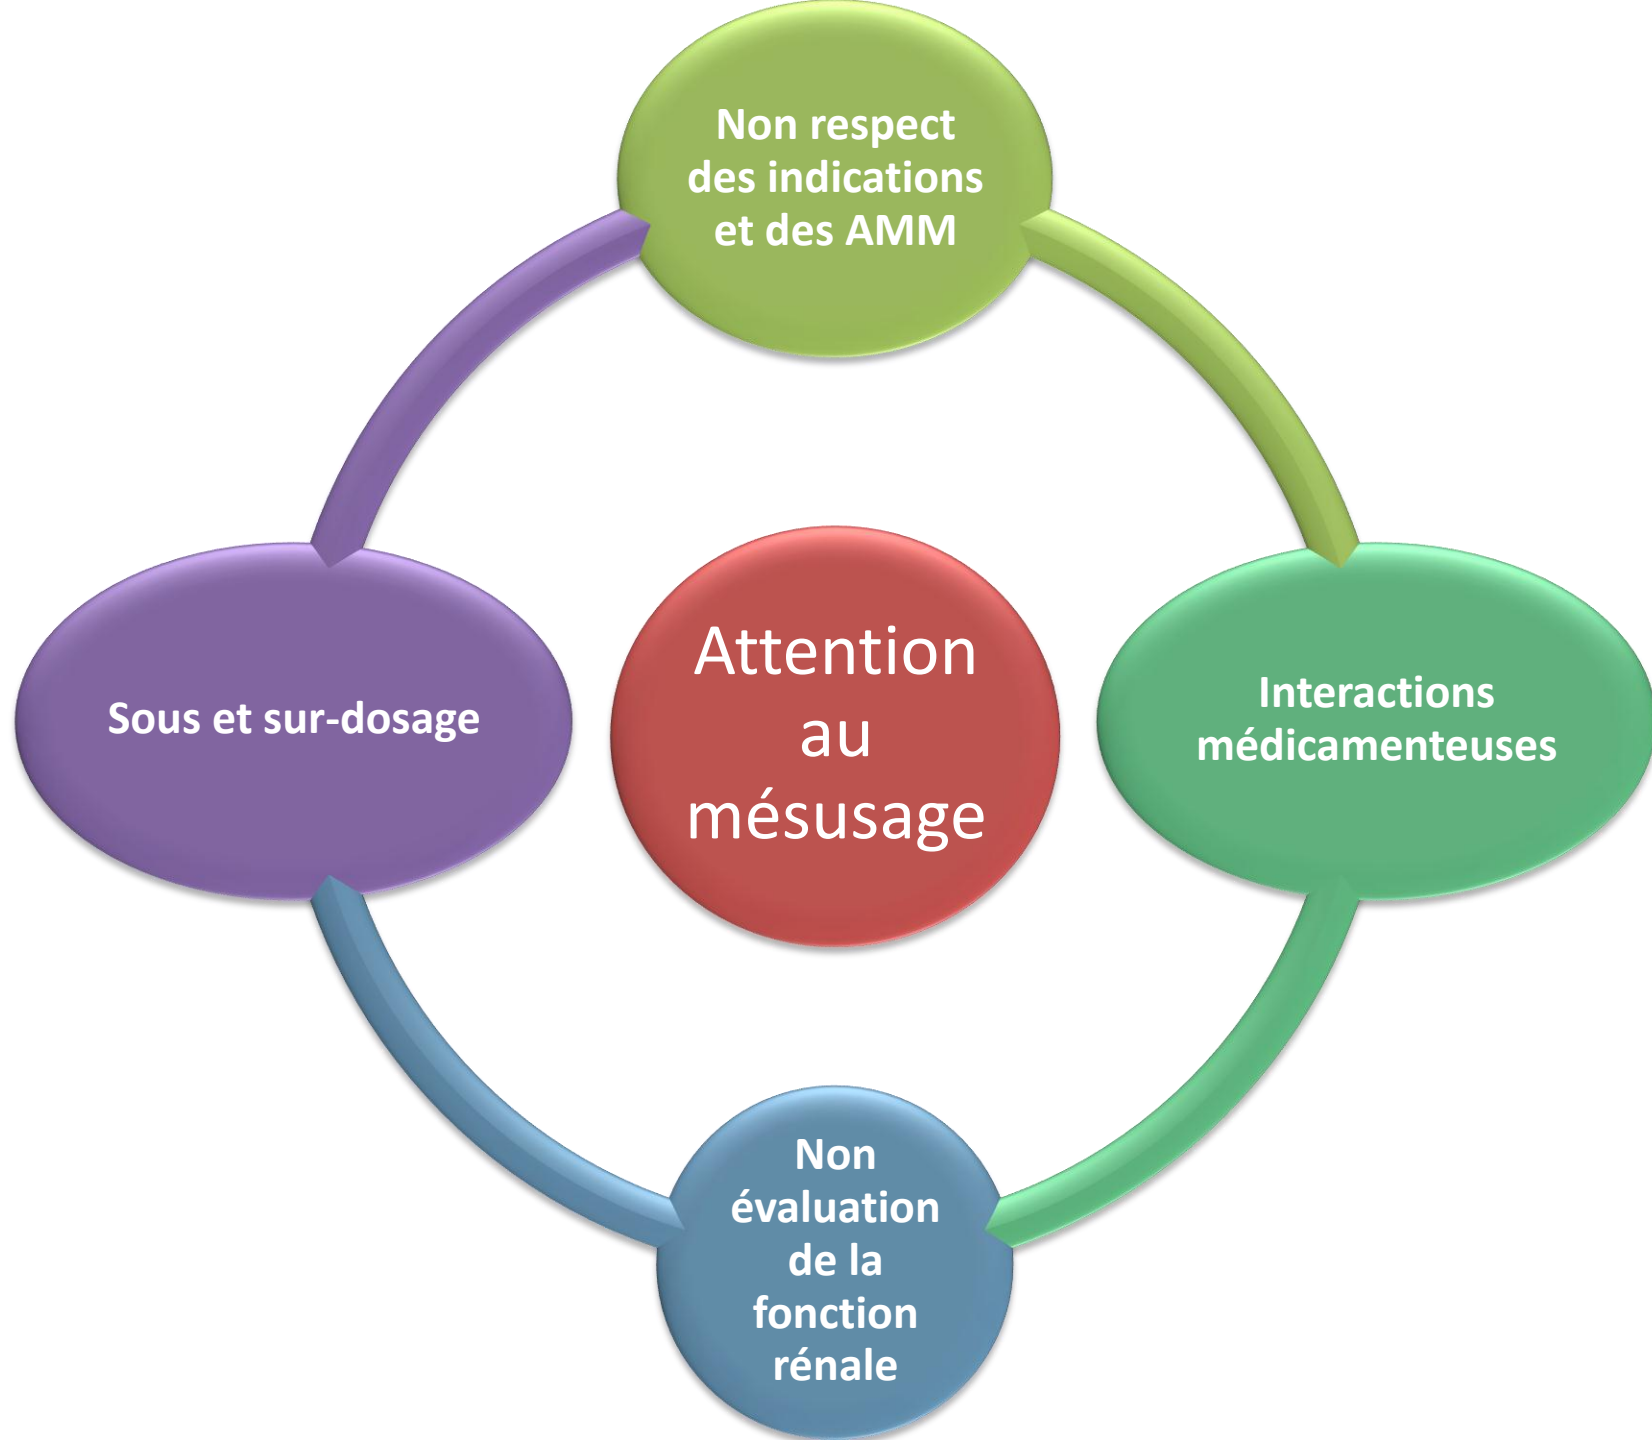 Non respect
des indications
et des AMM
Attention
au
mésusage
Sous et sur-dosage
Interactions
médicamenteuses
Non
évaluation
de la
fonction
rénale